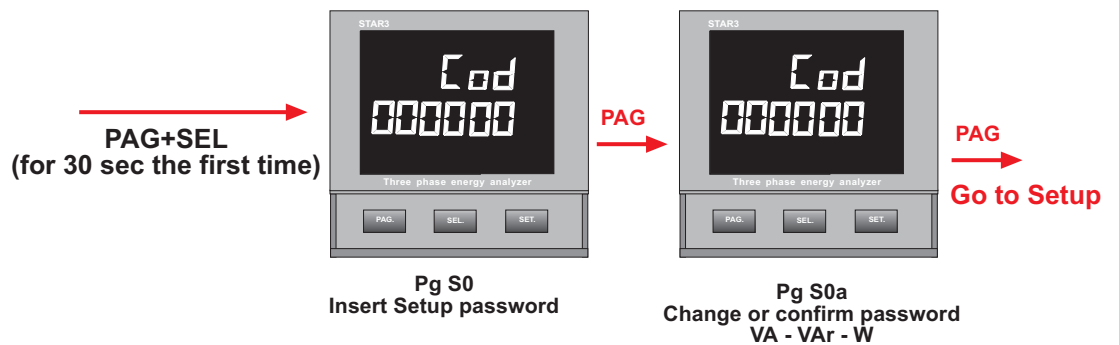 PAG+SEL
(for 30 sec the first time)
STAR3
Cod
000000
Three phase energy analyzer
PAG.
SEL.
SET.
Pg S0
Insert Setup password
PAG
STAR3
Cod
000000
Three phase energy analyzer
PAG.
SEL.
SET.
Pg S0a
Change or confirm password
VA - VAr - W
PAG
Go to Setup